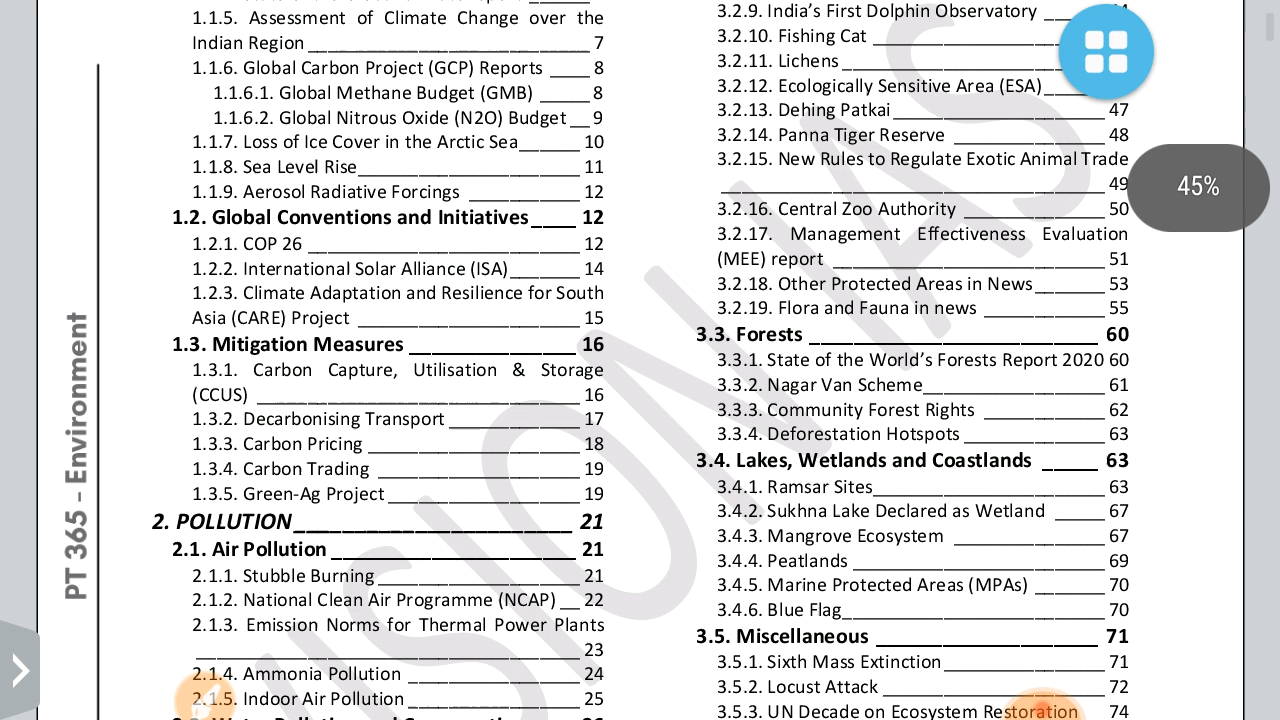 1.1.5. Assessment of Climate Change over the
Indian Region 7
1.1.6. Global Carbon Project (GCP) Reports 8
1.1.6.1. Global Methane Budget (GMB) 8
1.1.6.2. Global Nitrous Oxide (N2O) Budget 9
1.1.7. Loss of Ice Cover in the Arctic Sea 10
1.1.8. Sea Level Rise 11
1.1.9. Aerosol Radiative Forcings 12
1.2. Global Conventions and Initiatives 12
1.2.1. COP 26 12
1.2.2. International Solar Alliance (ISA) 14
1.2.3. Climate Adaptation and Resilience for South
Asia (CARE) Project 15
1.3. Mitigation Measures 16
1.3.1. Carbon Capture, Utilisation & Storage
(CCUS) 16
1.3.2. Decarbonising Transport 17
1.3.3. Carbon Pricing 18
1.3.4. Carbon Trading 19
1.3.5. Green-Ag Project 19
2. POLLUTION 21
2.1. Air Pollution 21
2.1.1. Stubble Burning 21
2.1.2. National Clean Air Programme (NCAP) 22
2.1.3. Emission Norms for Thermal Power Plants
23
2.1.4. Ammonia Pollution 24
2.1.5. Indoor Air Pollution 25
3.2.9. India's First Dolphin Observatory
3.2.10. Fishing Cat
3.2.11. Lichens
3.2.12. Ecologically Sensitive Area (ESA)
3.2.13. Dehing Patkai 47
3.2.14. Panna Tiger Reserve 48
3.2.15. New Rules to Regulate Exotic Animal Trade
49
3.2.16. Central Zoo Authority 50
3.2.17. Management Effectiveness Evaluation
(MEE) report 51
3.2.18. Other Protected Areas in News 53
3.2.19. Flora and Fauna in news 55
3.3. Forests 60
3.3.1. State of the World's Forests Report 2020 60
3.3.2. Nagar Van Scheme 61
3.3.3. Community Forest Rights 62
3.3.4. Deforestation Hotspots 63
3.4. Lakes, Wetlands and Coastlands 63
3.4.1. Ramsar Sites 63
3.4.2. Sukhna Lake Declared as Wetland 67
3.4.3. Mangrove Ecosystem 67
3.4.4. Peatlands 69
3.4.5. Marine Protected Areas (MPAs) 70
3.4.6. Blue Flag 70
3.5. Miscellaneous 71
3.5.1. Sixth Mass Extinction 71
3.5.2. Locust Attack 72
3.5.3. UN Decade on Ecosystem Restoration 74
PT 365 - Environment
45%
VISION IAS